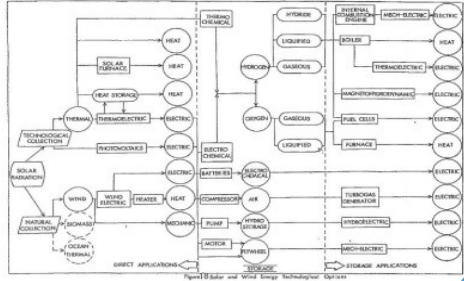 THERMO CHEMICAL
HYDRIDE
INTERNAL COMBUSTION ENGINE
MECH-ELECTRIC
ELECTRIC
HEAT
LIQUIFIED
BOILER
HEAT
SOLAR FURNACE
HEAT
HYDROGEN
GASEOUS
THERMOELECTRIC
ELECTRIC
HEAT STORAGE
HEAT
MAGNETOHYDRODYNAMIC
ELECTRIC
THERMAL
THERMOELECTRIC
ELECTRIC
OXYGEN
GASEOUS
FUEL CELLS
ELECTRIC
TECHNOLOGICAL COLLECTION
PHOTOVOLTAICS
ELECTRIC
ELECTRO CHEMICAL
LIQUIFIED
FURNACE
HEAT
SOLAR RADIATION
ELECTRIC
BATTERIES
ELECTRO CHEMICAL
ELECTRIC
WIND
WIND ELECTRIC
HEATER
HEAT
COMPRESSOR
AIR
TURBOGAS GENERATOR
ELECTRIC
NATURAL COLLECTION
BIOMASS
MECHANIC
PUMP
HYDRO STORAGE
HYDROELECTRIC
ELECTRIC
OCEAN THERMAL
MOTOR
FLYWHEEL
MECH-ELECTRIC
ELECTRIC
DIRECT APPLICATIONS
STORAGE
STORAGE APPLICATIONS
Solar and Wind Energy Technological Options